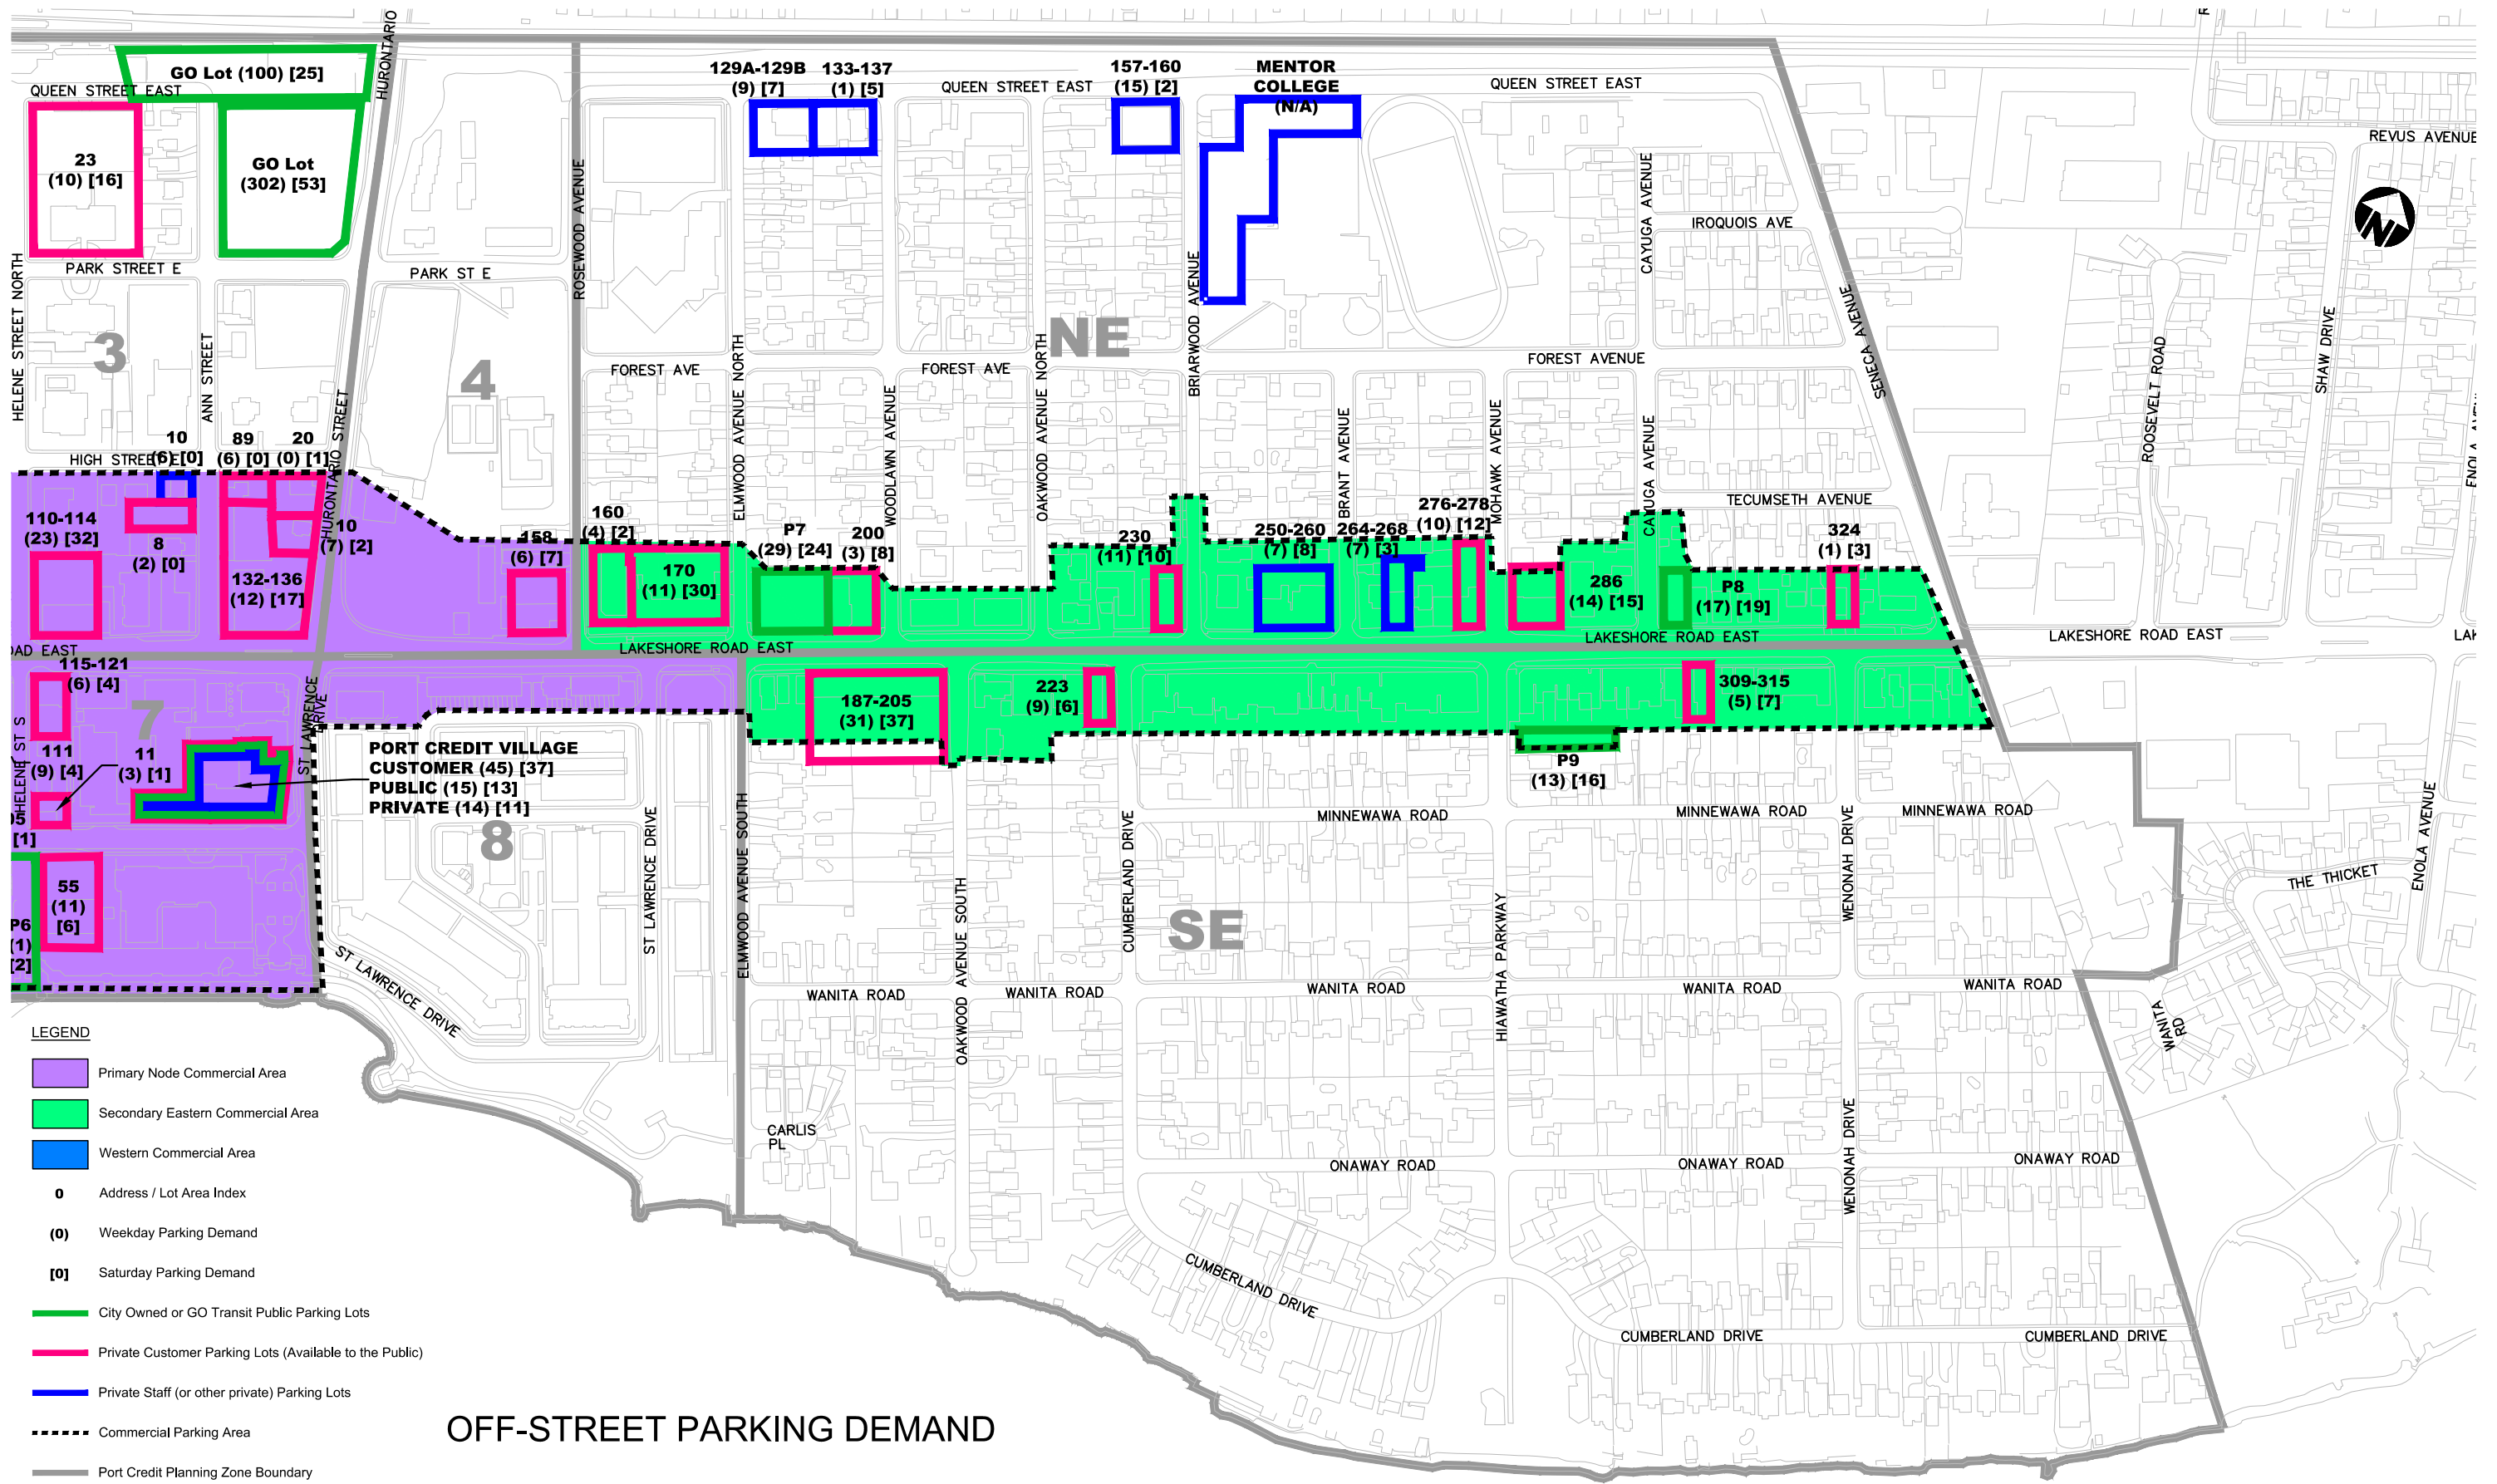 GO Lot (100) [25]
QUEEN STREET EAST
HURONTARIO
23
(10) [16]
GO Lot
(302) [53]
129A-129B
(9) [7]
133-137
(1) [5]
QUEEN STREET EAST
157-160
(15) [2]
MENTOR
COLLEGE
(N/A)
QUEEN STREET EAST
REVUS AVENUE
HELENE STREET NORTH
PARK STREET E
PARK ST E
ROSEWOOD AVENUE
CAYUGA AVENUE
IROQUOIS AVE
N
3
4
NE
ANN STREET
HURONTARIO STREET
FOREST AVE
ELMWOOD AVENUE NORTH
WOODLAWN AVENUE
FOREST AVE
OAKWOOD AVENUE NORTH
BRIARWOOD AVENUE
FOREST AVENUE
BRANT AVENUE
MOHAWK AVENUE
CAYUGA AVENUE
SENECA AVENUE
ROOSEVELT ROAD
SHAW DRIVE
TECUMSETH AVENUE
HIGH STREET E
10
(6) [0]
89
(6) [0]
20
(0) [1]
110-114
(23) [32]
8
(2) [0]
10
(7) [2]
132-136
(12) [17]
158
(6) [7]
160
(4) [2]
170
(11) [30]
P7
(29) [24]
200
(3) [8]
230
(11) [10]
250-260
(7) [8]
264-268
(7) [3]
276-278
(10) [12]
286
(14) [15]
P8
(17) [19]
324
(1) [3]
OAD EAST
LAKESHORE ROAD EAST
LAKESHORE ROAD EAST
LAKESHORE ROAD EAST
LAK
115-121
(6) [4]
7
111
(9) [4]
11
(3) [1]
HELENE ST S
ST LAWRENCE
DRIVE
PORT CREDIT VILLAGE
CUSTOMER (45) [37]
PUBLIC (15) [13]
PRIVATE (14) [11]
187-205
(31) [37]
223
(9) [6]
309-315
(5) [7]
P9
(13) [16]
05
[1]
55
(11)
[6]
P6
(1)
[2]
8
ST LAWRENCE DRIVE
ST LAWRENCE DRIVE
ELMWOOD AVENUE SOUTH
OAKWOOD AVENUE SOUTH
CUMBERLAND DRIVE
SE
MINNEWAWA ROAD
MINNEWAWA ROAD
MINNEWAWA ROAD
HIAWATHA PARKWAY
WENONAH DRIVE
ENOLA AVENUE
THE THICKET
WANITA ROAD
WANITA ROAD
WANITA ROAD
WANITA ROAD
WANITA ROAD
WANITA
RD
CARLIS
PL
ONAWAY ROAD
ONAWAY ROAD
ONAWAY ROAD
WENONAH DRIVE
CUMBERLAND DRIVE
CUMBERLAND DRIVE
CUMBERLAND DRIVE
LEGEND
Primary Node Commercial Area
Secondary Eastern Commercial Area
Western Commercial Area
0 Address / Lot Area Index
(0) Weekday Parking Demand
[0] Saturday Parking Demand
City Owned or GO Transit Public Parking Lots
Private Customer Parking Lots (Available to the Public)
Private Staff (or other private) Parking Lots
Commercial Parking Area
Port Credit Planning Zone Boundary
OFF-STREET PARKING DEMAND